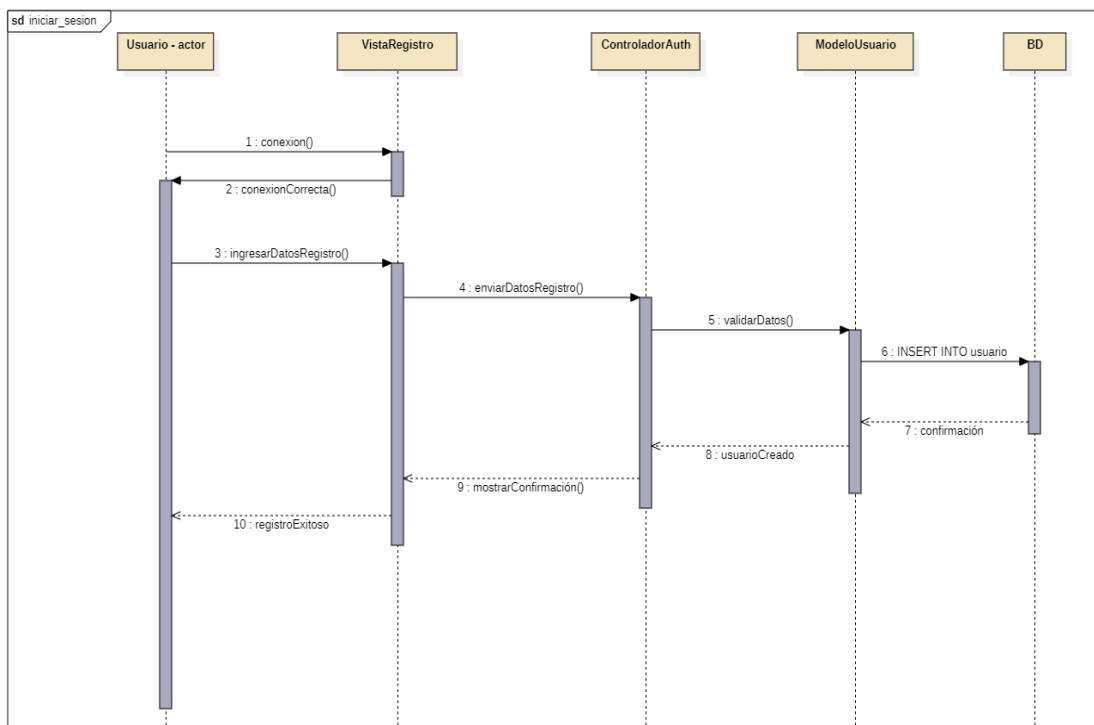 sd iniciar_sesion
Usuario - actor
VistaRegistro
ControladorAuth
ModeloUsuario
BD
1 : conexion()
2 : conexionCorrecta()
3 : ingresarDatosRegistro()
4 : enviarDatosRegistro()
5 : validarDatos()
6 : INSERT INTO usuario
7 : confirmación
8 : usuarioCreado
9 : mostrarConfirmación()
10 : registroExitoso